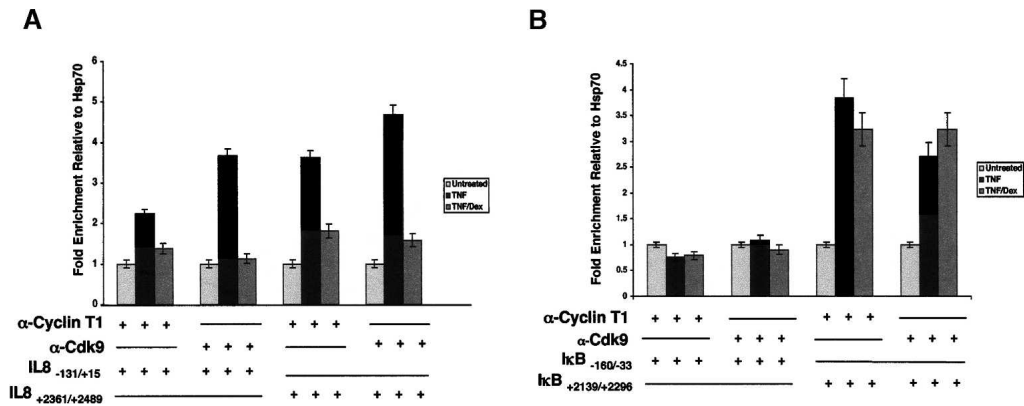 A
Fold Enrichment Relative to Hsp70
6
5
4
3
2
1
0
Untreated
TNF
TNF/Dex
α-Cyclin T1 + + +
α-Cdk9 + + +
IL8 -131/+15 + + + + + +
+ + +
+ + +
IL8 +2361/+2489 + + + + + +
B
Fold Enrichment Relative to Hsp70
4.5
4
3.5
3
2.5
2
1.5
1
0.5
0
Untreated
TNF
TNF/Dex
α-Cyclin T1 + + + + + +
α-Cdk9 + + + + + +
IκB -160/-33 + + + + + +
IκB +2139/+2296 + + + + + +